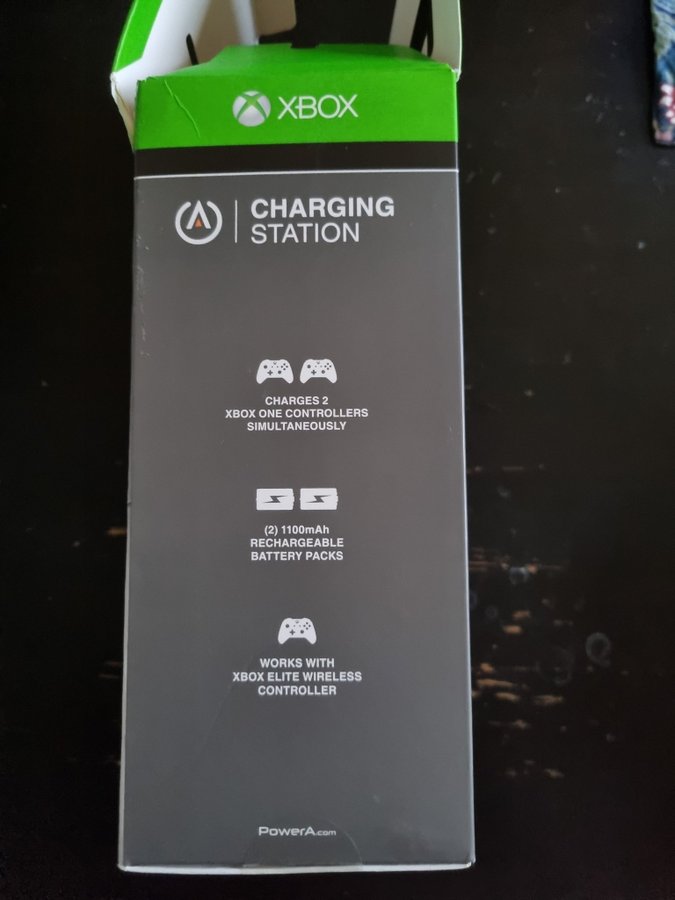 XBOX
CHARGING
STATION
CHARGES 2
XBOX ONE CONTROLLERS
SIMULTANEOUSLY
(2) 1100mAh
RECHARGEABLE
BATTERY PACKS
WORKS WITH
XBOX ELITE WIRELESS
CONTROLLER
PowerA.com